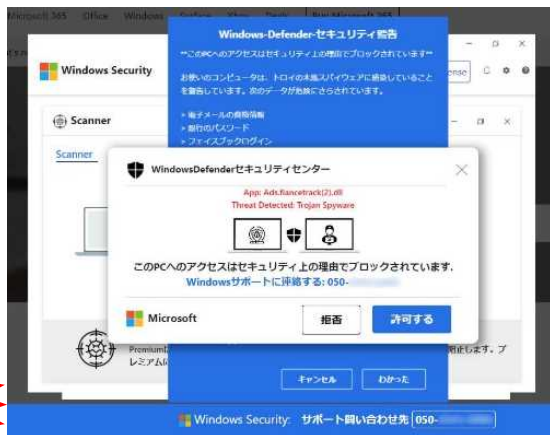 Microsoft 365 Office Windows Surface Xbox Deals Buy Microsoft 365
Windows-Defender-セキュリティ警告
**このPCへのアクセスはセキュリティ上の理由でブロックされています**
Windows Security
お使いのコンピュータは、トロイの木馬スパイウェアに感染していること
を警告しています。次のデータが危険にさらされています。
> 電子メールの資格情報
> 銀行のパスワード
> フェイスブックログイン
Scanner
Scanner
WindowsDefenderセキュリティセンター
App: Ads.fiancetrack(2).dll
Threat Detected: Trojan Spyware
このPCへのアクセスはセキュリティ上の理由でブロックされています.
Windowsサポートに連絡する: 050-
Microsoft
拒否
許可する
Premium
プ
レミアム
キャンセル
わかった
Windows Security: サポート問い合わせ先 050-